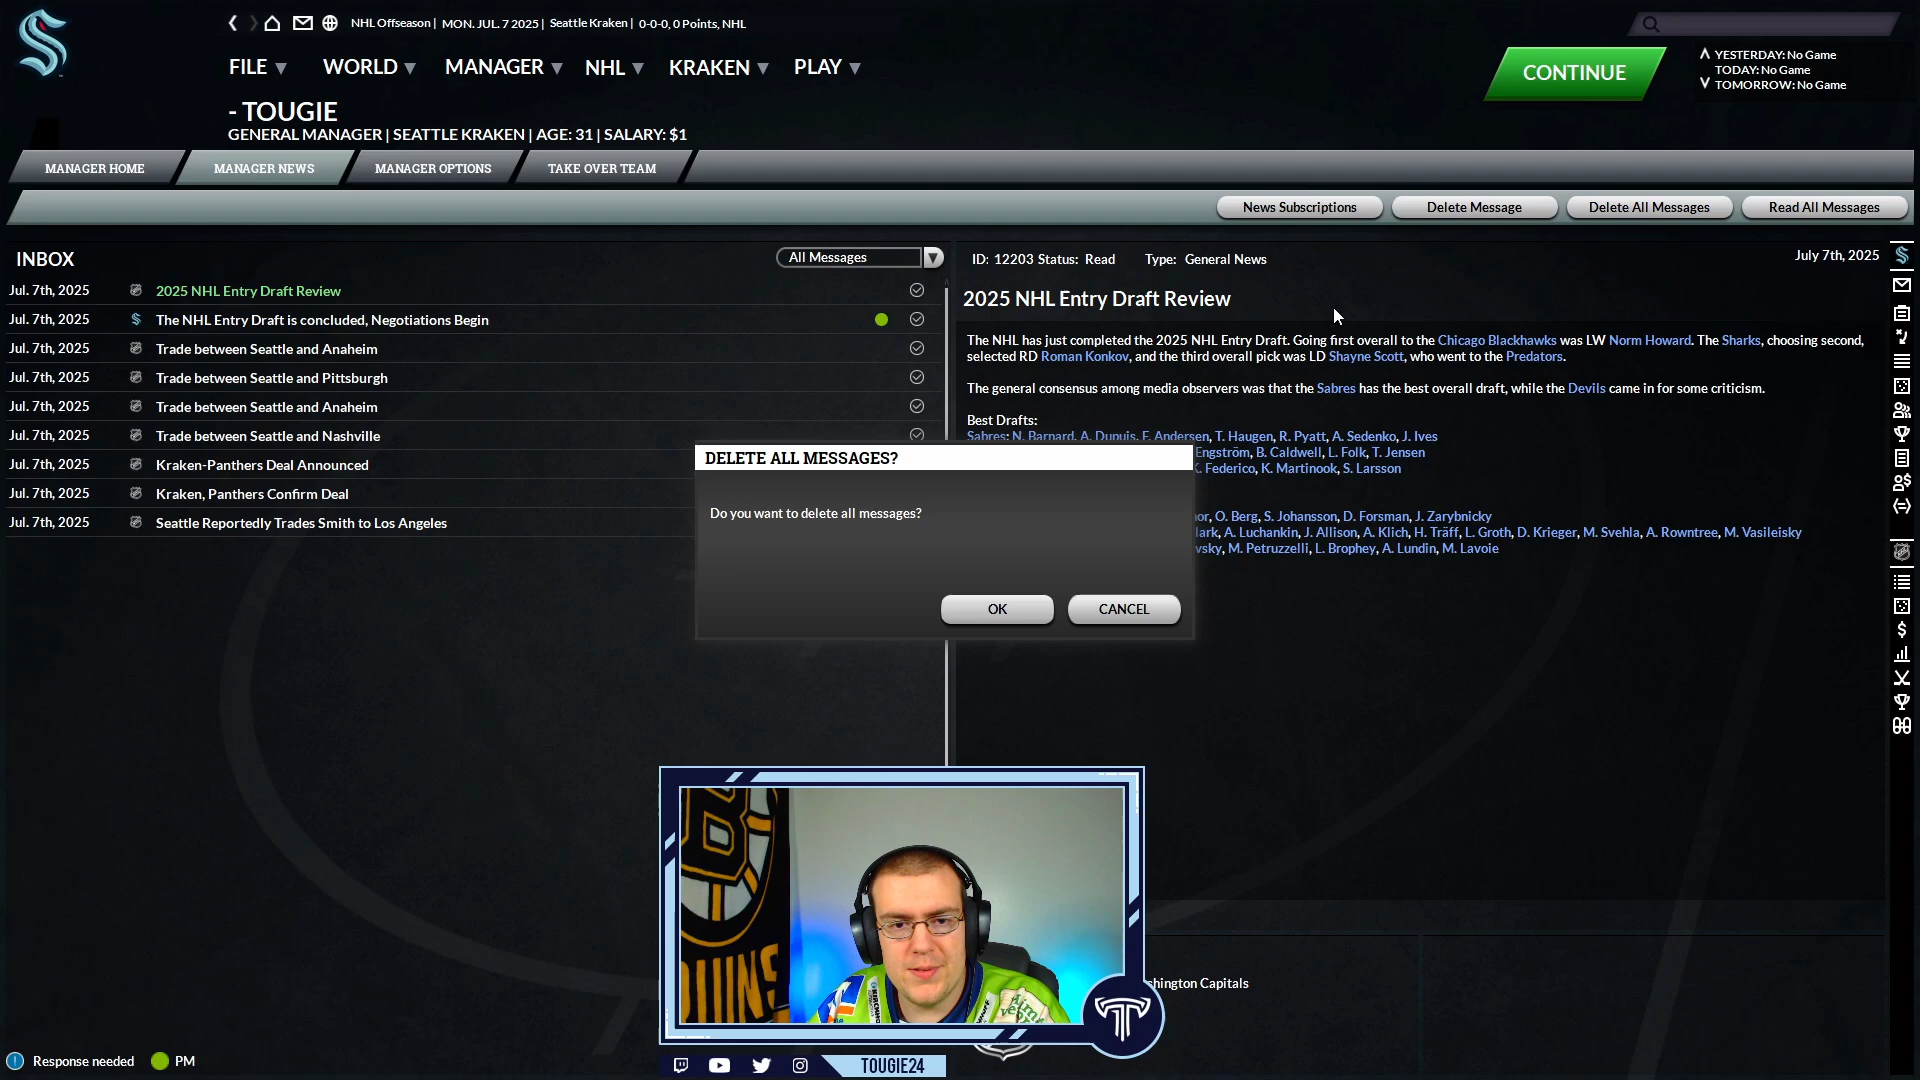 NHL Offseason | MON. JUL. 7 2025 | Seattle Kraken | 0-0-0, 0 Points, NHL
FILE WORLD MANAGER NHL KRAKEN PLAY
CONTINUE
YESTERDAY: No Game
TODAY: No Game
TOMORROW: No Game
- TOUGIE
GENERAL MANAGER | SEATTLE KRAKEN | AGE: 31 | SALARY: $1
MANAGER HOME MANAGER NEWS MANAGER OPTIONS TAKE OVER TEAM
News Subscriptions Delete Message Delete All Messages Read All Messages
INBOX
All Messages
Jul. 7th, 2025 2025 NHL Entry Draft Review
Jul. 7th, 2025 The NHL Entry Draft is concluded, Negotiations Begin
Jul. 7th, 2025 Trade between Seattle and Anaheim
Jul. 7th, 2025 Trade between Seattle and Pittsburgh
Jul. 7th, 2025 Trade between Seattle and Anaheim
Jul. 7th, 2025 Trade between Seattle and Nashville
Jul. 7th, 2025 Kraken-Panthers Deal Announced
Jul. 7th, 2025 Kraken, Panthers Confirm Deal
Jul. 7th, 2025 Seattle Reportedly Trades Smith to Los Angeles
ID: 12203 Status: Read Type: General News July 7th, 2025
2025 NHL Entry Draft Review
The NHL has just completed the 2025 NHL Entry Draft. Going first overall to the Chicago Blackhawks was LW Norm Howard. The Sharks, choosing second,
selected RD Roman Konkov, and the third overall pick was LD Shayne Scott, who went to the Predators.
The general consensus among media observers was that the Sabres has the best overall draft, while the Devils came in for some criticism.
Best Drafts:
Sabres: N. Barnard, A. Dupuis, F. Andersen, T. Haugen, R. Pyatt, A. Sedenko, J. Ives
Engström, B. Caldwell, L. Folk, T. Jensen
Federico, K. Martinook, S. Larsson
O. Berg, S. Johansson, D. Forsman, J. Zarybnicky
A. Luchankin, J. Allison, A. Klich, H. Träff, L. Groth, D. Krieger, M. Svehla, A. Rowntree, M. Vasileisky
M. Petruzzelli, L. Brophey, A. Lundin, M. Lavoie
DELETE ALL MESSAGES?
Do you want to delete all messages?
OK CANCEL
shington Capitals
Response needed PM
TOUGIE24